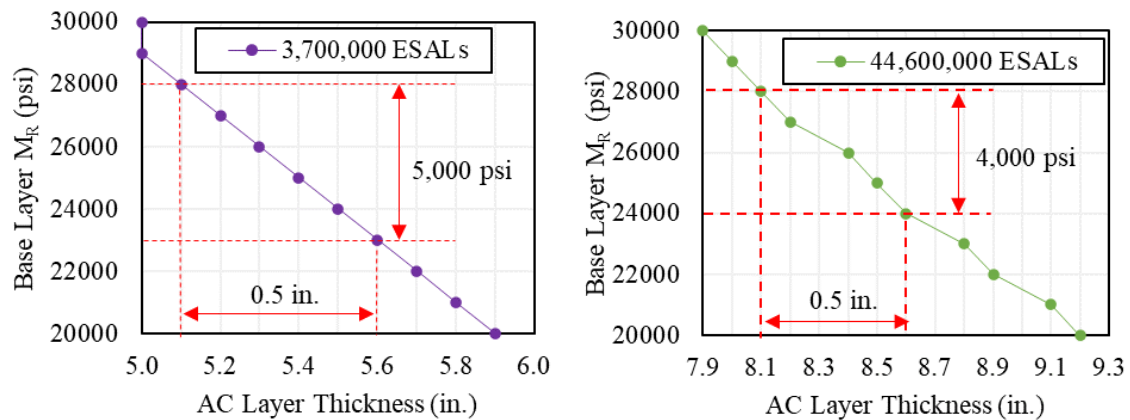 30000
28000
26000
24000
22000
20000
Base Layer MR (psi)
3,700,000 ESALs
5,000 psi
0.5 in.
5.0 5.2 5.4 5.6 5.8 6.0
AC Layer Thickness (in.)
30000
28000
26000
24000
22000
20000
Base Layer MR (psi)
44,600,000 ESALs
4,000 psi
0.5 in.
7.9 8.1 8.3 8.5 8.7 8.9 9.1 9.3
AC Layer Thickness (in.)